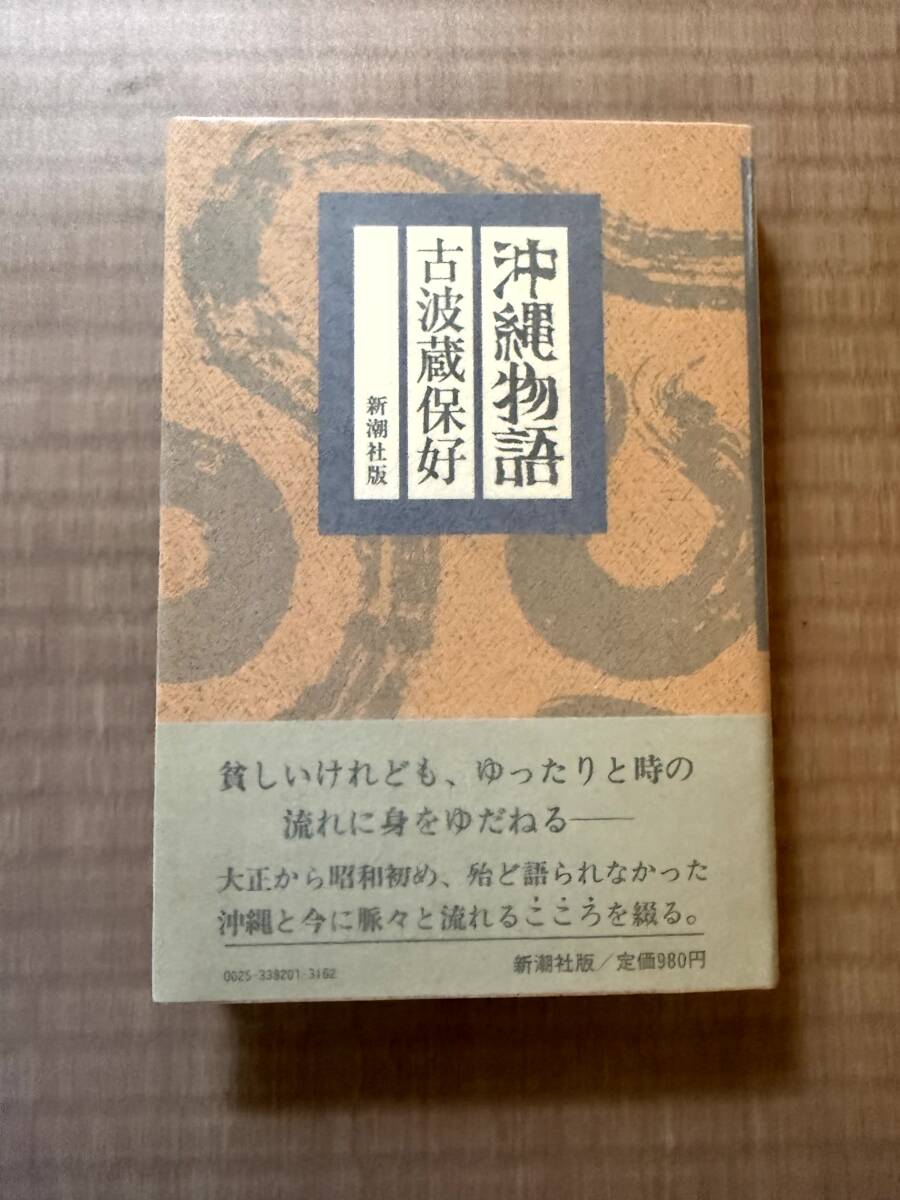 沖縄物語
古波蔵保好
新潮社版
貧しいけれども、ゆったりと時の
流れに身をゆだねる――
大正から昭和初め、殆ど語られなかった
沖縄と今に脈々と流れるこころを綴る。
0025-339201-3162
新潮社版／定価980円